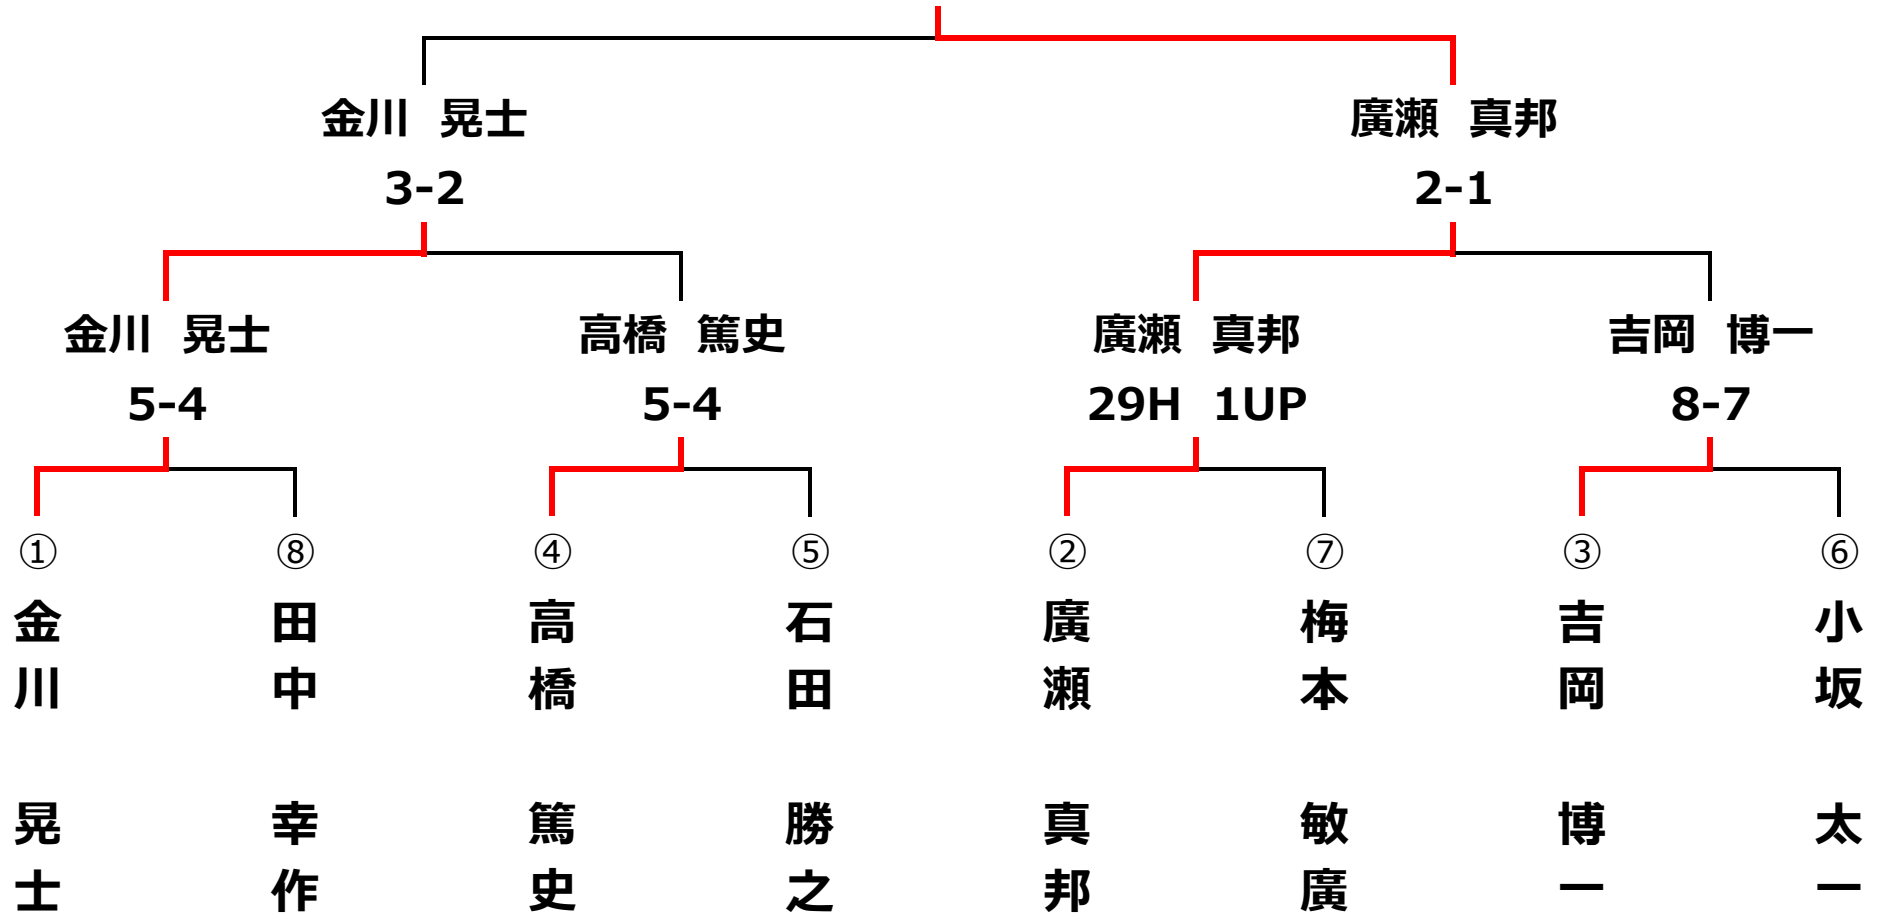 金川　晃士
廣瀬　真邦
3-2
2-1
金川　晃士
高橋　篤史
廣瀬　真邦
吉岡　博一
5-4
5-4
29H　1UP
8-7
①
⑧
④
⑤
②
⑦
③
⑥
金川　晃士
田中　幸作
高橋　篤史
石田　勝之
廣瀬　真邦
梅本　敏廣
吉岡　博一
小坂　太一